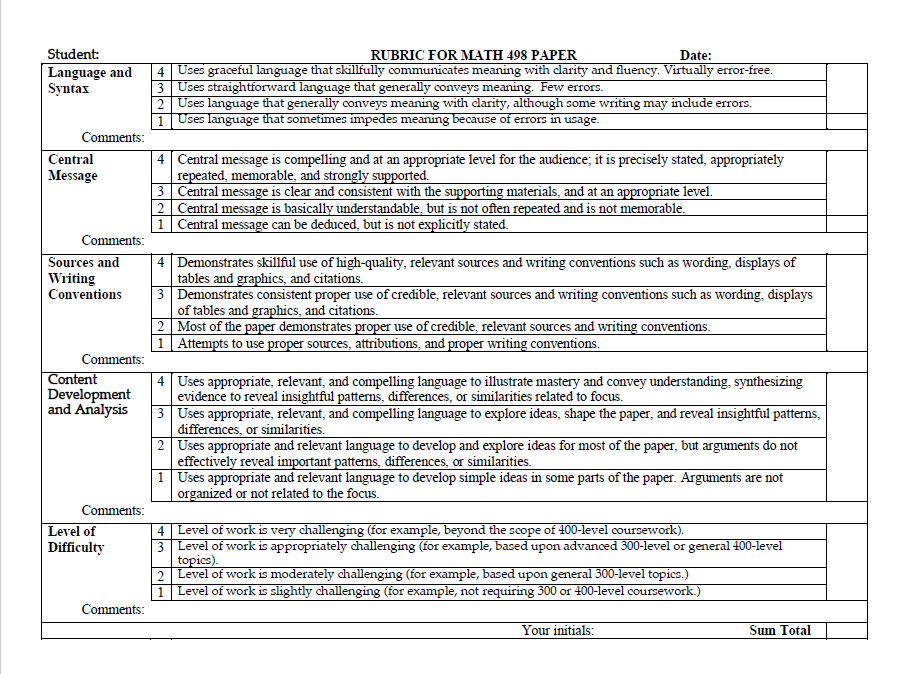 Student: RUBRIC FOR MATH 498 PAPER Date:
Language and Syntax
4 Uses graceful language that skillfully communicates meaning with clarity and fluency. Virtually error-free.
3 Uses straightforward language that generally conveys meaning. Few errors.
2 Uses language that generally conveys meaning with clarity, although some writing may include errors.
1 Uses language that sometimes impedes meaning because of errors in usage.
Comments:
Central Message
4 Central message is compelling and at an appropriate level for the audience; it is precisely stated, appropriately
repeated, memorable, and strongly supported.
3 Central message is clear and consistent with the supporting materials, and at an appropriate level.
2 Central message is basically understandable, but is not often repeated and is not memorable.
1 Central message can be deduced, but is not explicitly stated.
Comments:
Sources and Writing Conventions
4 Demonstrates skillful use of high-quality, relevant sources and writing conventions such as wording, displays of
tables and graphics, and citations.
3 Demonstrates consistent proper use of credible, relevant sources and writing conventions such as wording, displays
of tables and graphics, and citations.
2 Most of the paper demonstrates proper use of credible, relevant sources and writing conventions.
1 Attempts to use proper sources, attributions, and proper writing conventions.
Comments:
Content Development and Analysis
4 Uses appropriate, relevant, and compelling language to illustrate mastery and convey understanding, synthesizing
evidence to reveal insightful patterns, differences, or similarities related to focus.
3 Uses appropriate, relevant, and compelling language to explore ideas, shape the paper, and reveal insightful patterns,
differences, or similarities.
2 Uses appropriate and relevant language to develop and explore ideas for most of the paper, but arguments do not
effectively reveal important patterns, differences, or similarities.
1 Uses appropriate and relevant language to develop simple ideas in some parts of the paper. Arguments are not
organized or not related to the focus.
Comments:
Level of Difficulty
4 Level of work is very challenging (for example, beyond the scope of 400-level coursework).
3 Level of work is appropriately challenging (for example, based upon advanced 300-level or general 400-level
topics).
2 Level of work is moderately challenging (for example, based upon general 300-level topics.)
1 Level of work is slightly challenging (for example, not requiring 300 or 400-level coursework.)
Comments:
Your initials: Sum Total